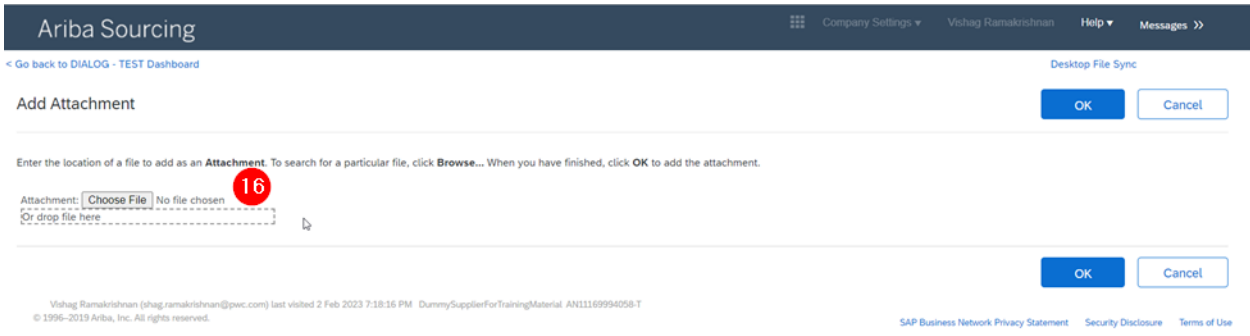 Ariba Sourcing
Company Settings ▾ Vishag Ramakrishnan Help ▾ Messages >>
< Go back to DIALOG - TEST Dashboard Desktop File Sync
Add Attachment OK Cancel
Enter the location of a file to add as an Attachment. To search for a particular file, click Browse... When you have finished, click OK to add the attachment.
16
Attachment: Choose File No file chosen
Or drop file here
OK Cancel
Vishag Ramakrishnan (shag.ramakrishnan@pwc.com) last visited 2 Feb 2023 7:18:16 PM DummySupplierForTrainingMaterial AN11169994058-T
© 1996–2019 Ariba, Inc. All rights reserved.
SAP Business Network Privacy Statement Security Disclosure Terms of Use